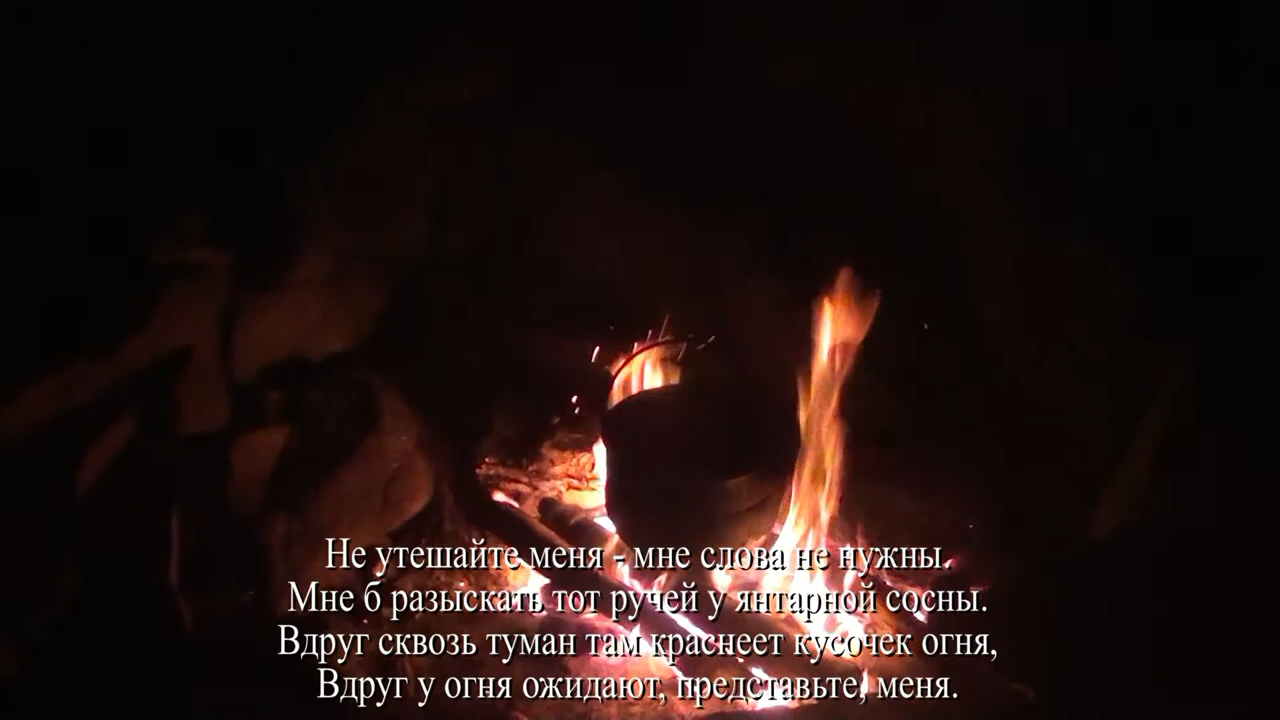 Не утешайте меня - мне слова не нужны.
Мне б разыскать тот ручей у янтарной сосны.
Вдруг сквозь туман там краснеет кусочек огня,
Вдруг у огня ожидают, представьте, меня.